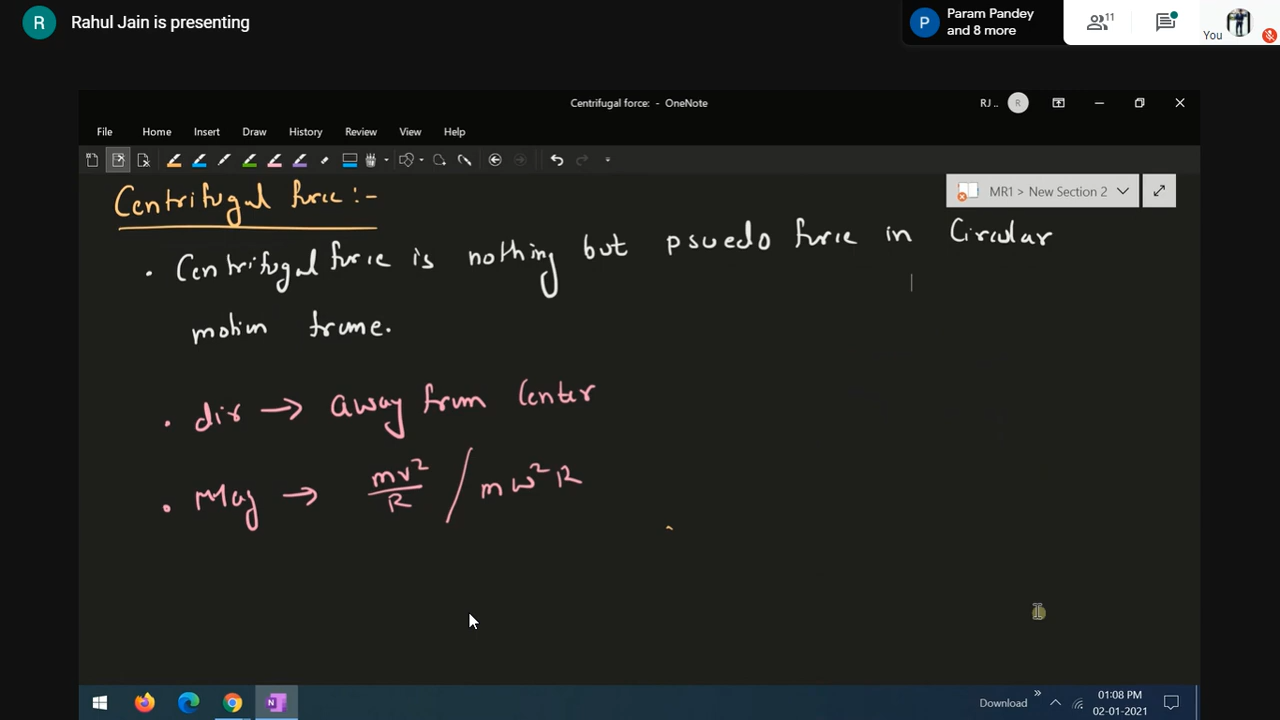 R Rahul Jain is presenting
P Param Pandey
and 8 more
11
You
Centrifugal force: - OneNote
RJ .. R
File Home Insert Draw History Review View Help
MR1 > New Section 2
Centrifugal force :-
• Centrifugal force is nothing but psuedo force in Circular
motion frame.
• dir → away from Center
• Mag → mv²/R / mω²R
Download »
01:08 PM
02-01-2021